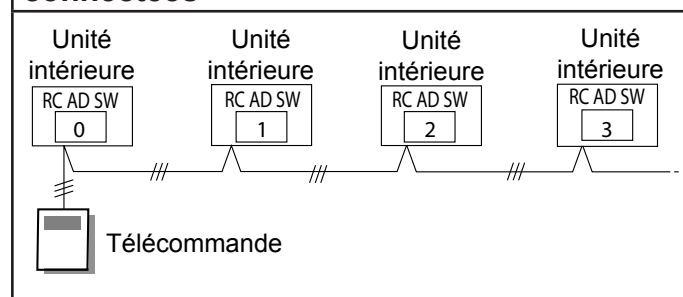 Unité Unité Unité Unité
intérieure intérieure intérieure intérieure
RC AD SW RC AD SW RC AD SW RC AD SW
0 1 2 3
Télécommande